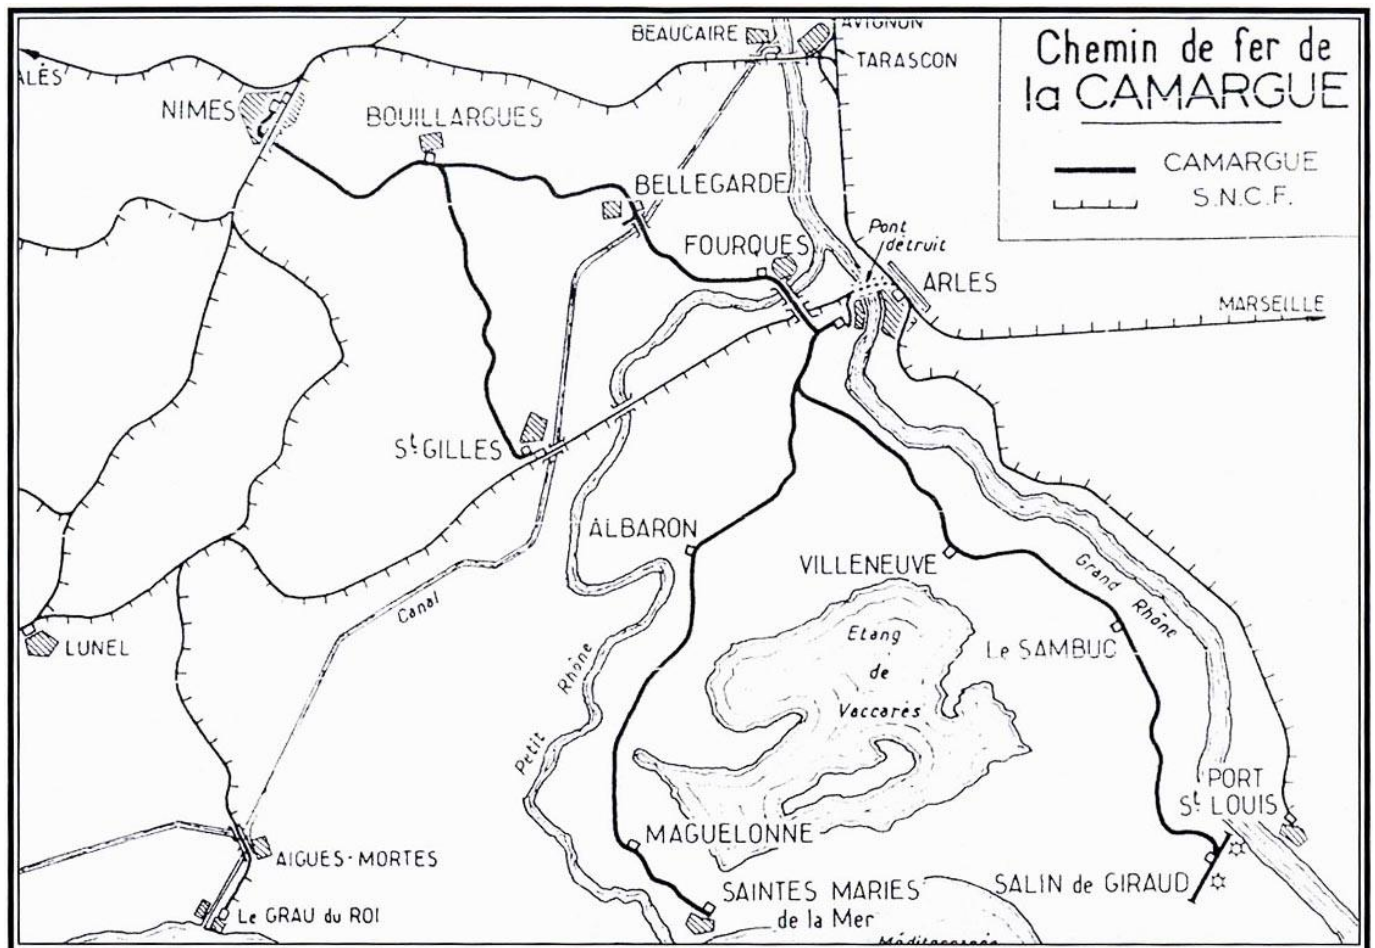 AVIGNON
BEAUCAIRE
TARASCON
Chemin de fer de
la CAMARGUE
CAMARGUE
S.N.C.F.
ALÈS
NIMES
BOUILLARGUES
BELLEGARDE
FOURQUES
Pont
détruit
ARLES
MARSEILLE
St GILLES
ALBARON
VILLENEUVE
Canal
Grand
Rhône
LUNEL
Etang
de
Vaccarès
Le SAMBUC
Rhône
Petit
PORT
St LOUIS
MAGUELONNE
AIGUES-MORTES
SALIN de GIRAUD
SAINTES MARIES
de la Mer
Le GRAU du ROI
Méditerranée